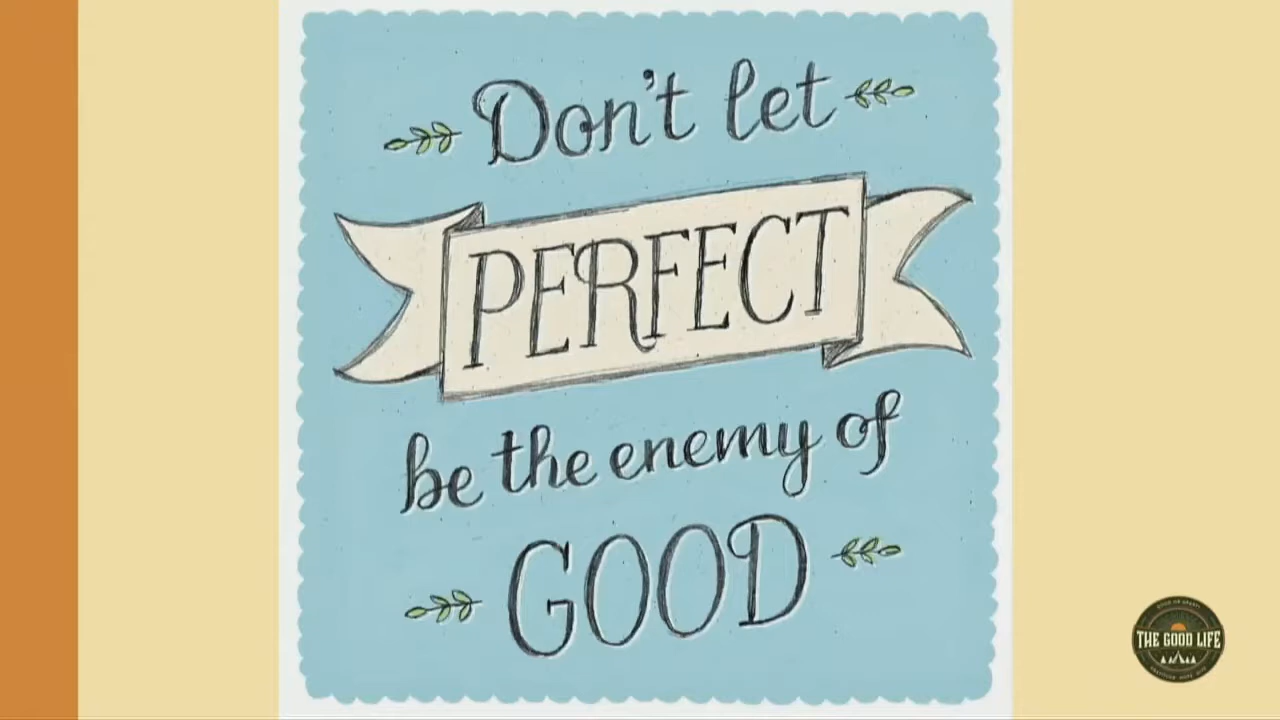 Don't let
PERFECT
be the enemy of
GOOD
THE GOOD LIFE